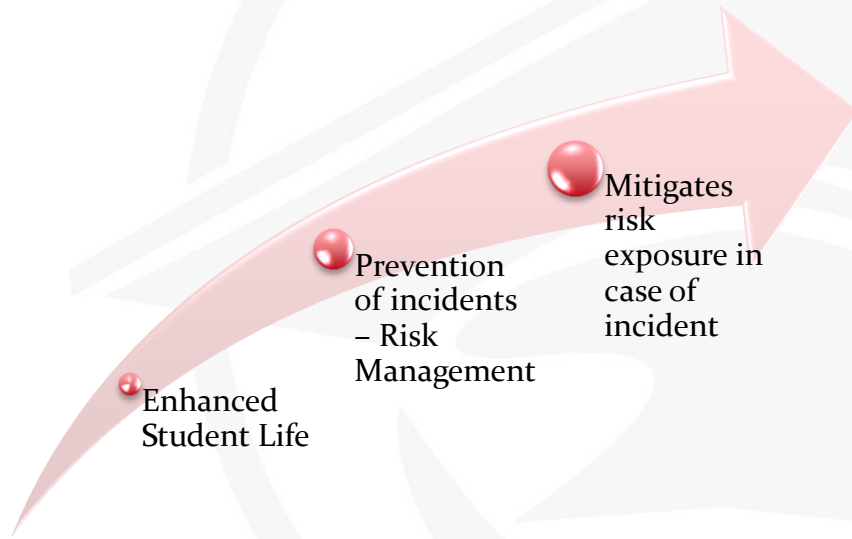 Enhanced
Student Life
Prevention
of incidents
– Risk
Management
Mitigates
risk
exposure in
case of
incident